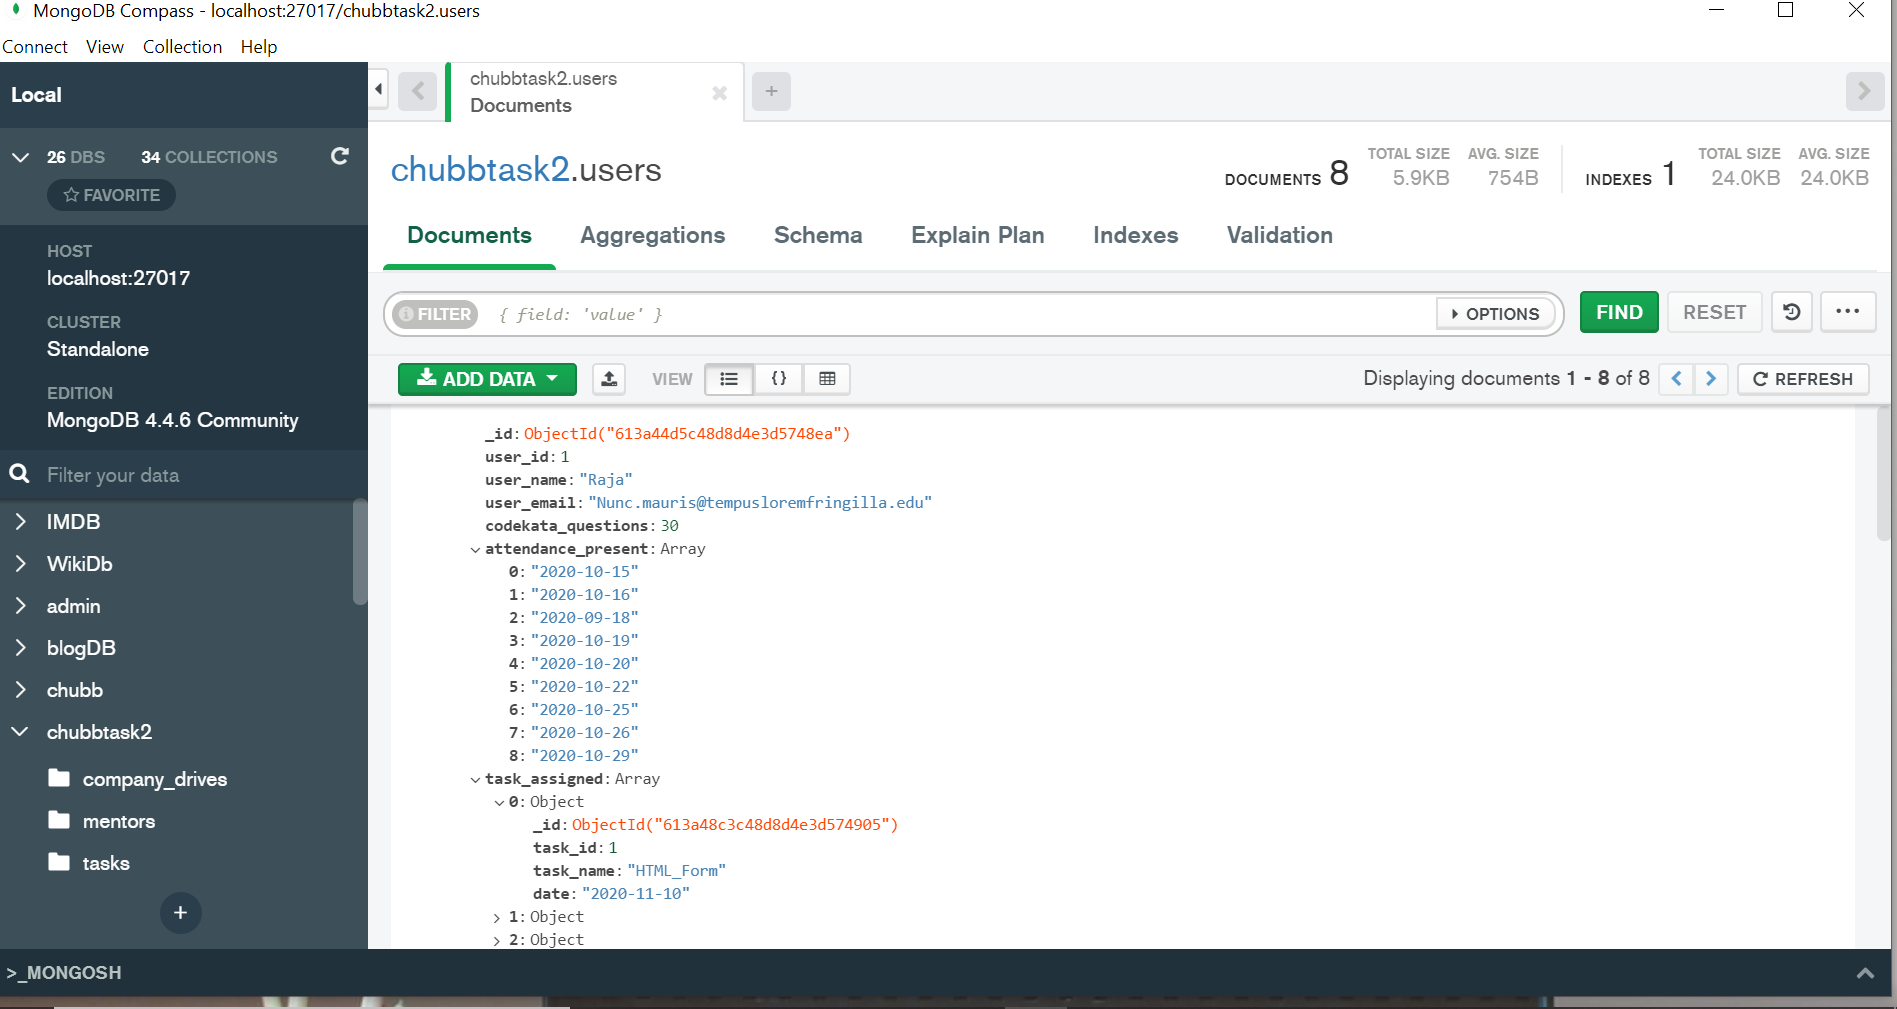 MongoDB Compass - localhost:27017/chubbtask2.users
Connect View Collection Help
Local
26 DBS 34 COLLECTIONS
FAVORITE
HOST
localhost:27017
CLUSTER
Standalone
EDITION
MongoDB 4.4.6 Community
Filter your data
IMDB
WikiDb
admin
blogDB
chubb
chubbtask2
company_drives
mentors
tasks
+
>_MONGOSH
chubbtask2.users
Documents
+
chubbtask2.users
DOCUMENTS 8 TOTAL SIZE 5.9KB AVG. SIZE 754B INDEXES 1 TOTAL SIZE 24.0KB AVG. SIZE 24.0KB
Documents Aggregations Schema Explain Plan Indexes Validation
FILTER { field: 'value' } OPTIONS FIND RESET ...
ADD DATA VIEW {} Displaying documents 1 - 8 of 8 < > REFRESH
_id: ObjectId("613a44d5c48d8d4e3d5748ea")
user_id: 1
user_name: "Raja"
user_email: "Nunc.mauris@tempusloremfringilla.edu"
codekata_questions: 30
attendance_present: Array
0: "2020-10-15"
1: "2020-10-16"
2: "2020-09-18"
3: "2020-10-19"
4: "2020-10-20"
5: "2020-10-22"
6: "2020-10-25"
7: "2020-10-26"
8: "2020-10-29"
task_assigned: Array
0: Object
_id: ObjectId("613a48c3c48d8d4e3d574905")
task_id: 1
task_name: "HTML_Form"
date: "2020-11-10"
1: Object
2: Object